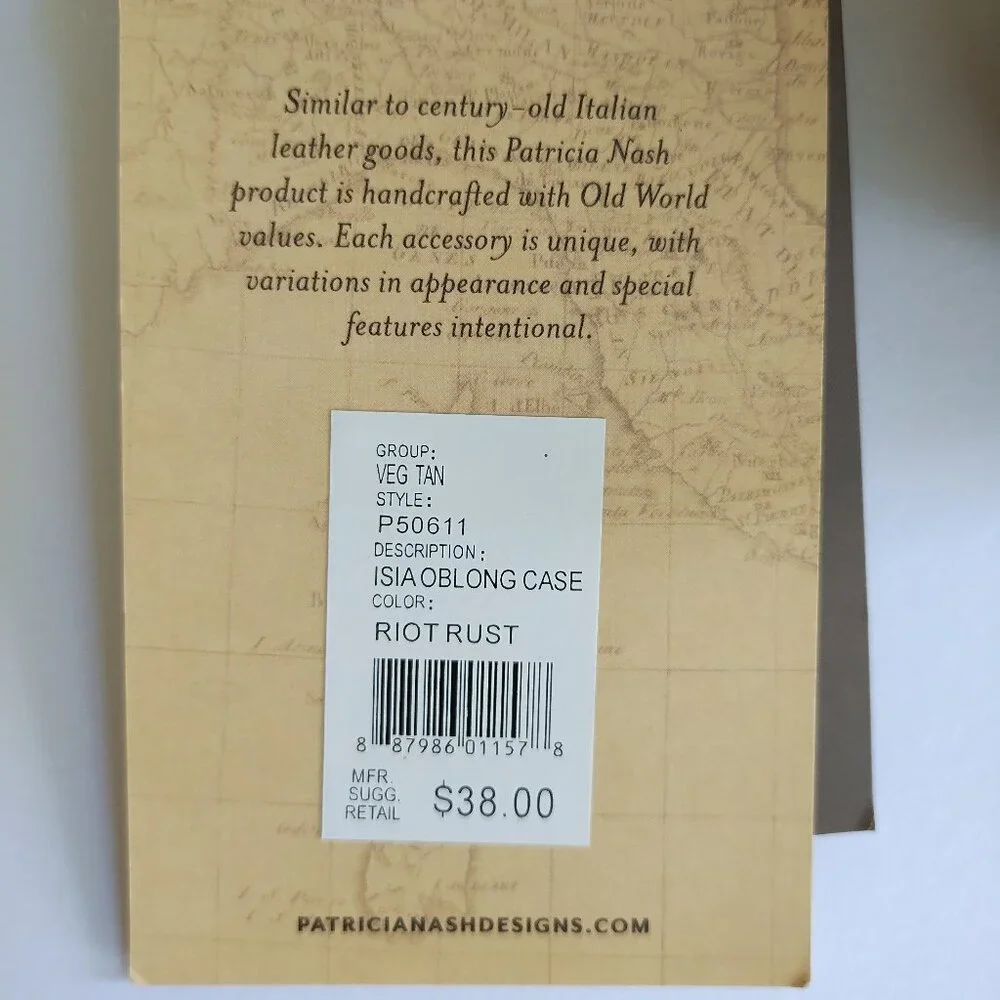 Similar to century-old Italian
leather goods, this Patricia Nash
product is handcrafted with Old World
values. Each accessory is unique, with
variations in appearance and special
features intentional.
GROUP:
VEG TAN
STYLE:
P50611
DESCRIPTION:
ISIA OBLONG CASE
COLOR:
RIOT RUST
8 87986 01157 8
MFR.
SUGG.
RETAIL $38.00
PATRICIANASHDESIGNS.COM